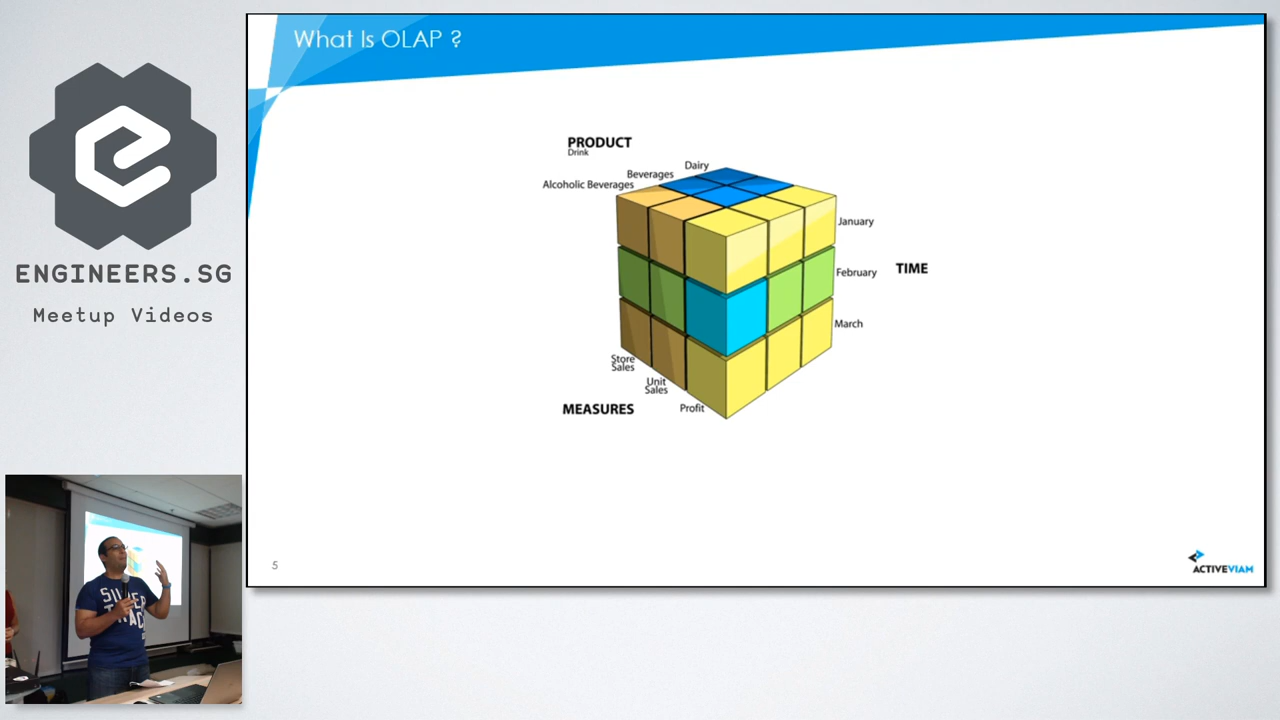 What Is OLAP ?
PRODUCT
Drink
Dairy
Beverages
Alcoholic Beverages
January
February
TIME
March
Store
Sales
Unit
Sales
MEASURES
Profit
5
ACTIVEVIAM
ENGINEERS.SG
Meetup Videos